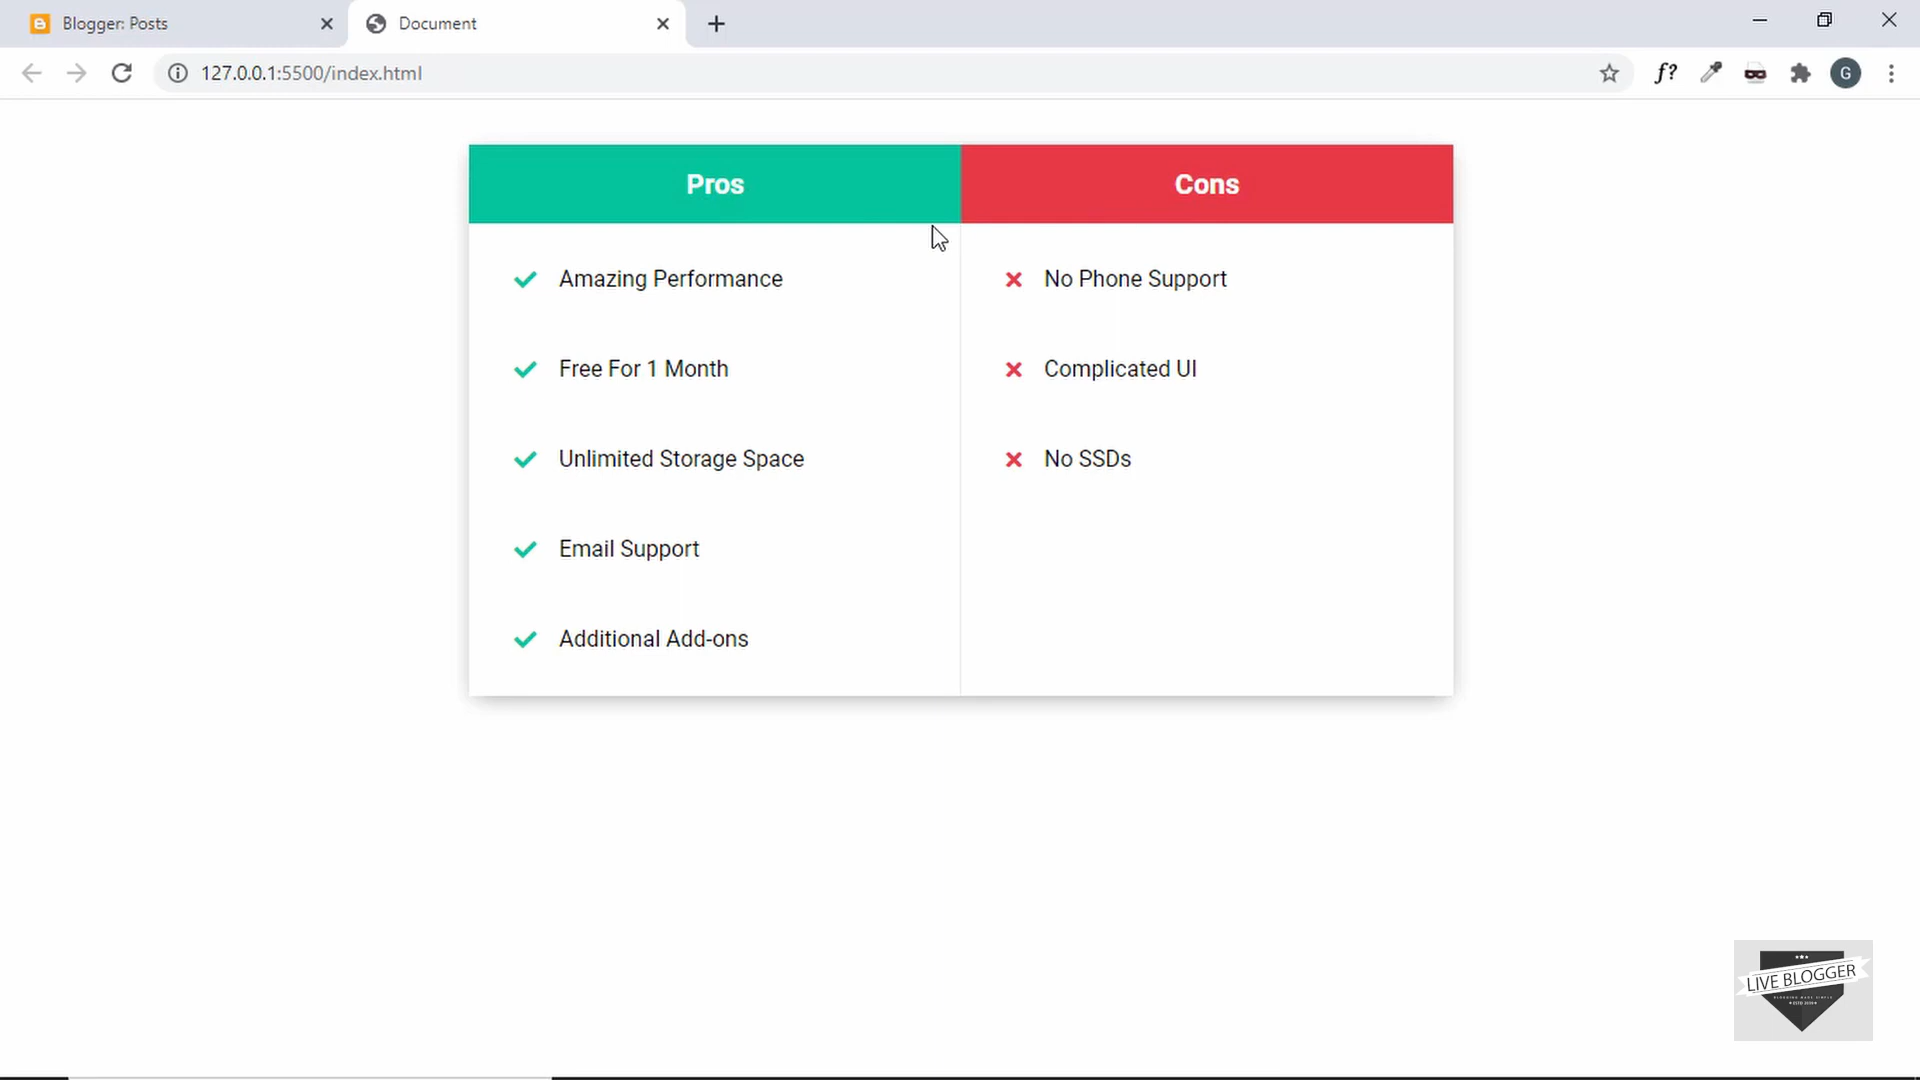 Blogger: Posts
Document
127.0.0.1:5500/index.html
f?
G
Pros
Cons
Amazing Performance
No Phone Support
Free For 1 Month
Complicated UI
Unlimited Storage Space
No SSDs
Email Support
Additional Add-ons
LIVE BLOGGER